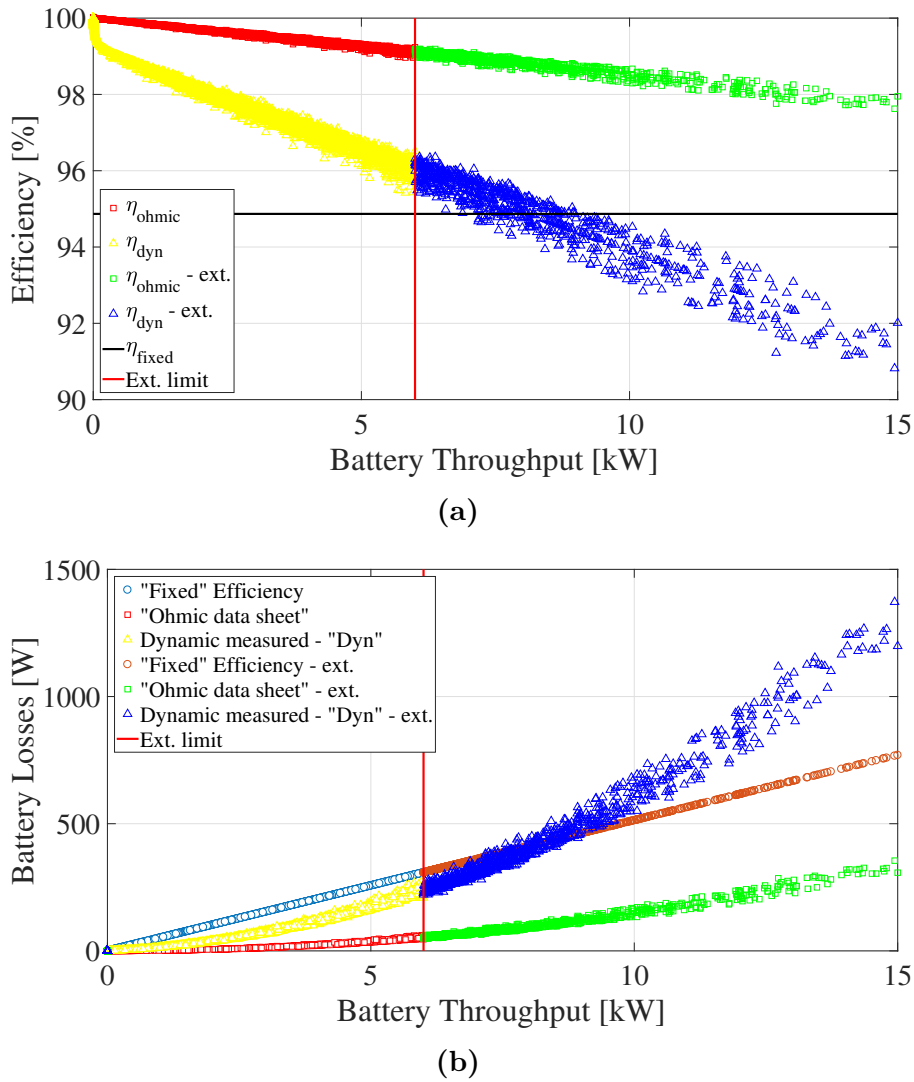 100
98
96
94
92
90
Efficiency [%]
η_ohmic
η_dyn
η_ohmic - ext.
η_dyn - ext.
η_fixed
Ext. limit
0
5
10
15
Battery Throughput [kW]
(a)
1500
1000
500
0
Battery Losses [W]
"Fixed" Efficiency
"Ohmic data sheet"
Dynamic measured - "Dyn"
"Fixed" Efficiency - ext.
"Ohmic data sheet" - ext.
Dynamic measured - "Dyn" - ext.
Ext. limit
0
5
10
15
Battery Throughput [kW]
(b)